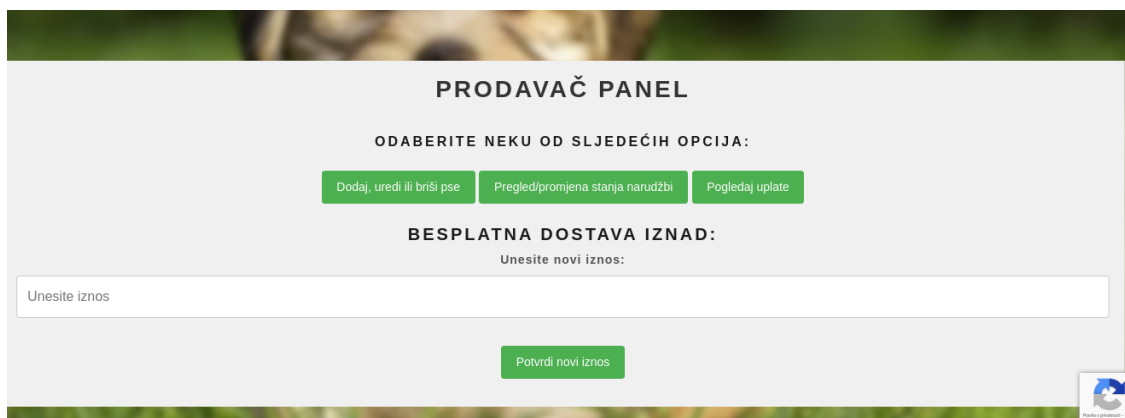 PRODAVAČ PANEL
ODABERITE NEKU OD SLJEDEĆIH OPCIJA:
Dodaj, uredi ili briši pse Pregled/promjena stanja narudžbi Pogledaj uplate
BESPLATNA DOSTAVA IZNAD:
Unesite novi iznos:
Unesite iznos
Potvrdi novi iznos